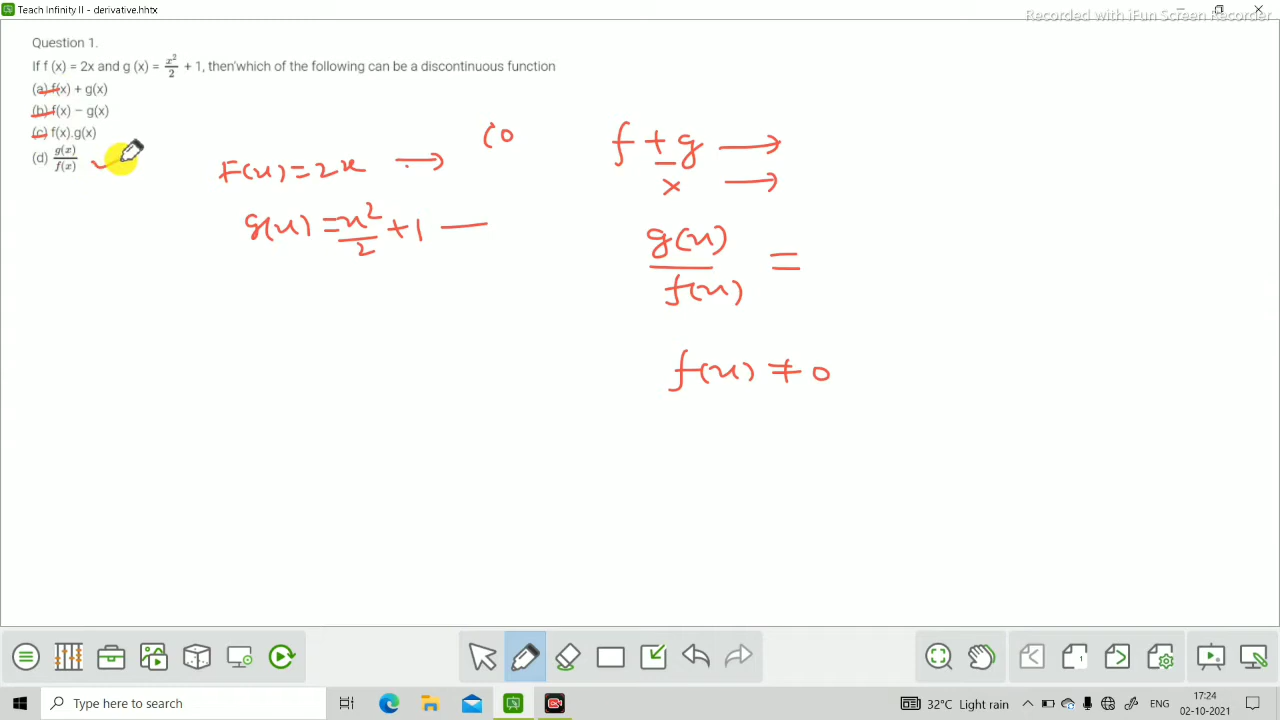 Teach Infinity II - derivative.hhtx
Recorded with iFun Screen Recorder
Question 1.
If f (x) = 2x and g (x) = x²/2 + 1, then'which of the following can be a discontinuous function
(a) f(x) + g(x)
(b) f(x) − g(x)
(c) f(x).g(x)
(d) g(x)/f(x)
F(x) = 2x →
(o
g(x) = x²/2 + 1 —
f + g →
x →
g(x)/f(x) =
f(x) ≠ 0
1
Type here to search
32°C Light rain
ENG
17:24
02-10-2021